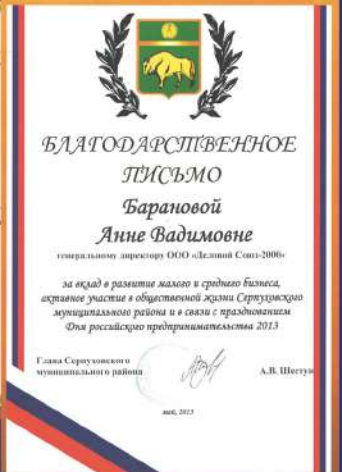 БЛАГОДАРСТВЕННОЕ
ПИСЬМО
Барановой
Анне Вадимовне
генеральному директору ООО «Деловой Союз-2000»
за вклад в развитие малого и среднего бизнеса,
активное участие в общественной жизни Серпуховского
муниципального района и в связи с празднованием
Дня российского предпринимательства 2013
Глава Серпуховского
муниципального района
А.В. Шестун
май, 2013